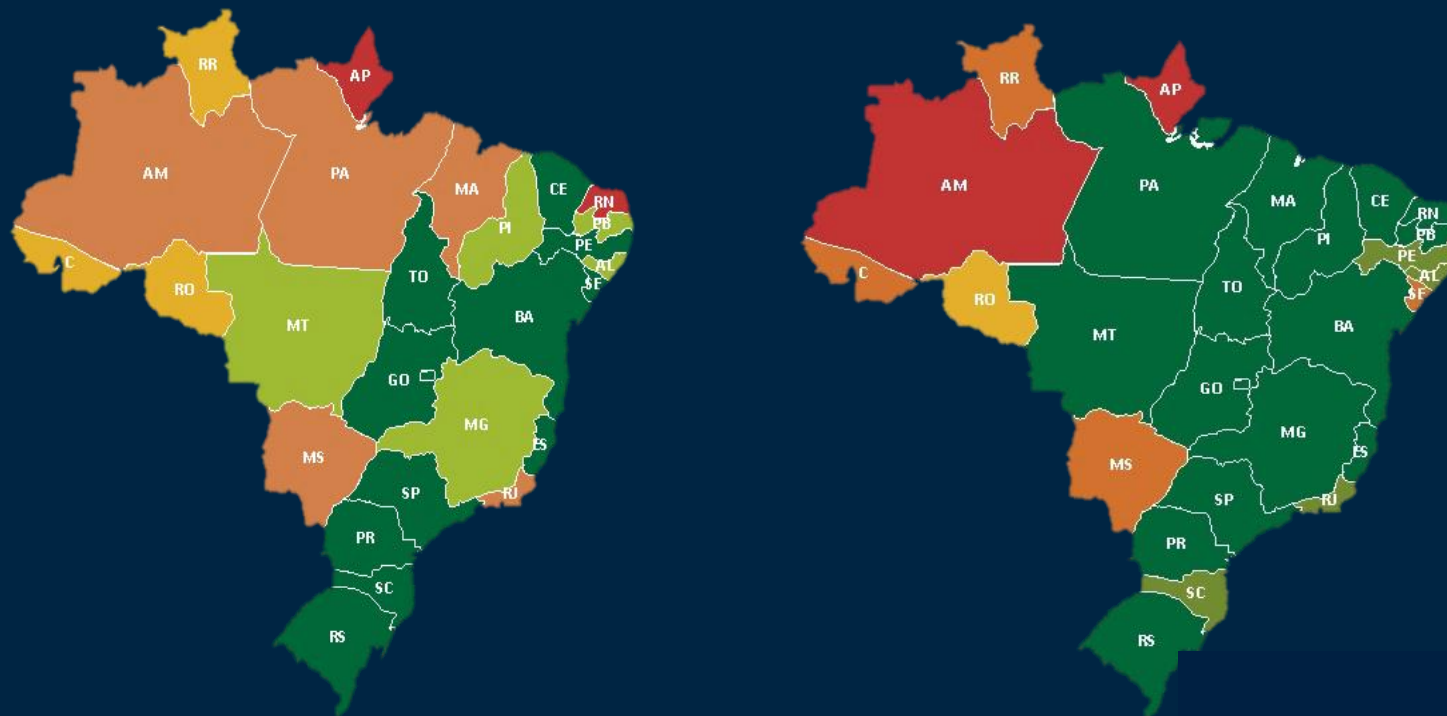 RR
AP
AM
PA
MA
CE
RN
PB
PI
PE
AL
SE
C
RO
TO
MT
BA
GO
MG
ES
MS
SP
RJ
PR
SC
RS
RR
AP
AM
PA
MA
CE
RN
PB
PI
PE
AL
SE
C
RO
TO
MT
BA
GO
MG
ES
MS
SP
RJ
PR
SC
RS